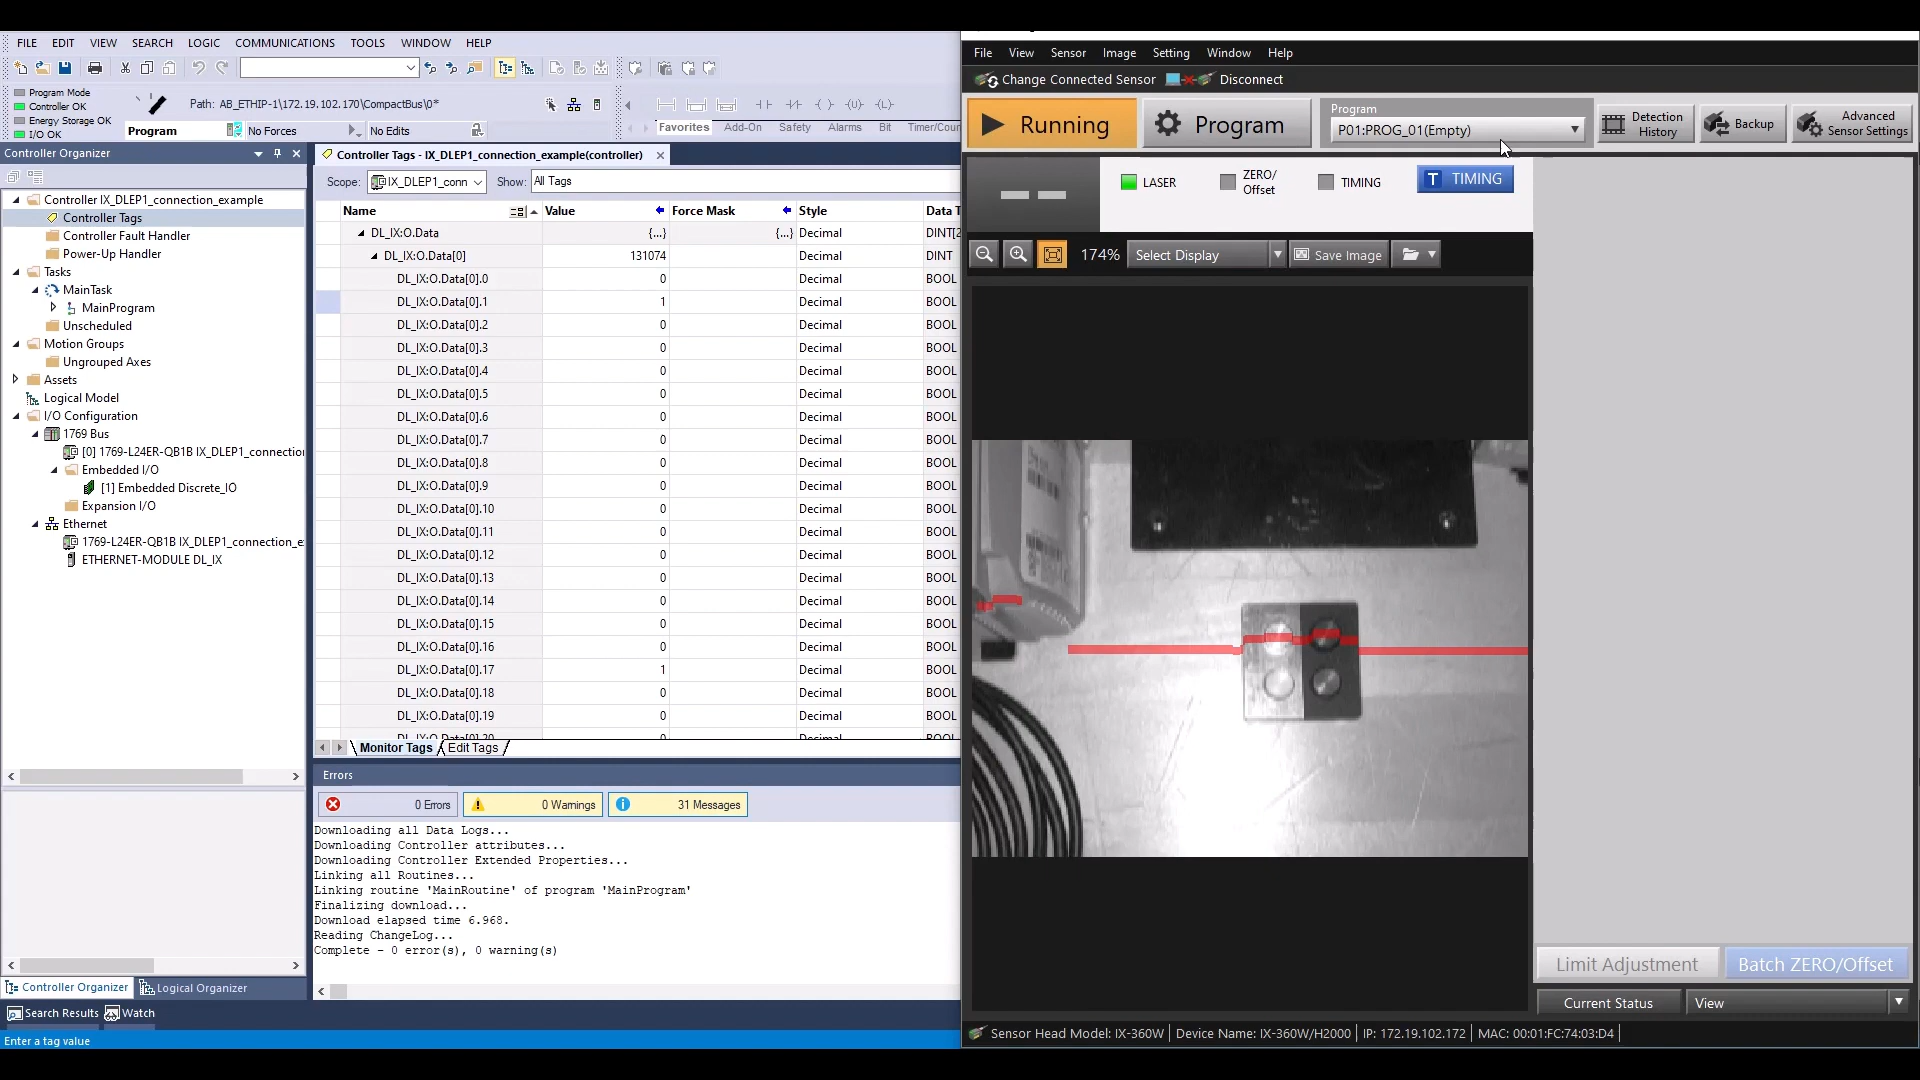 FILE EDIT VIEW SEARCH LOGIC COMMUNICATIONS TOOLS WINDOW HELP
Program Mode
Controller OK
Energy Storage OK
I/O OK
Path: AB_ETHIP-1\172.19.102.170\CompactBus\0*
Program No Forces No Edits
Favorites Add-On Safety Alarms Bit Timer/Coun
Controller Organizer
Controller IX_DLEP1_connection_example
Controller Tags
Controller Fault Handler
Power-Up Handler
Tasks
MainTask
MainProgram
Unscheduled
Motion Groups
Ungrouped Axes
Assets
Logical Model
I/O Configuration
1769 Bus
[0] 1769-L24ER-QB1B IX_DLEP1_connectio
Embedded I/O
[1] Embedded Discrete_IO
Expansion I/O
Ethernet
1769-L24ER-QB1B IX_DLEP1_connection_e
ETHERNET-MODULE DL_IX
Controller Organizer Logical Organizer
Search Results Watch
Enter a tag value
Controller Tags - IX_DLEP1_connection_example(controller)
Scope: IX_DLEP1_conn Show: All Tags
Name Value Force Mask Style Data T
DL_IX:O.Data {...} {...} Decimal DINT[2
DL_IX:O.Data[0] 131074 Decimal DINT
DL_IX:O.Data[0].0 0 Decimal BOOL
DL_IX:O.Data[0].1 1 Decimal BOOL
DL_IX:O.Data[0].2 0 Decimal BOOL
DL_IX:O.Data[0].3 0 Decimal BOOL
DL_IX:O.Data[0].4 0 Decimal BOOL
DL_IX:O.Data[0].5 0 Decimal BOOL
DL_IX:O.Data[0].6 0 Decimal BOOL
DL_IX:O.Data[0].7 0 Decimal BOOL
DL_IX:O.Data[0].8 0 Decimal BOOL
DL_IX:O.Data[0].9 0 Decimal BOOL
DL_IX:O.Data[0].10 0 Decimal BOOL
DL_IX:O.Data[0].11 0 Decimal BOOL
DL_IX:O.Data[0].12 0 Decimal BOOL
DL_IX:O.Data[0].13 0 Decimal BOOL
DL_IX:O.Data[0].14 0 Decimal BOOL
DL_IX:O.Data[0].15 0 Decimal BOOL
DL_IX:O.Data[0].16 0 Decimal BOOL
DL_IX:O.Data[0].17 1 Decimal BOOL
DL_IX:O.Data[0].18 0 Decimal BOOL
DL_IX:O.Data[0].19 0 Decimal BOOL
DL_IX:O.Data[0].20 0 Decimal BOOL
Monitor Tags Edit Tags
Errors
0 Errors 0 Warnings 31 Messages
Downloading all Data Logs...
Downloading Controller attributes...
Downloading Controller Extended Properties...
Linking all Routines...
Linking routine 'MainRoutine' of program 'MainProgram'
Finalizing download...
Download elapsed time 6.968.
Reading ChangeLog...
Complete - 0 error(s), 0 warning(s)
File View Sensor Image Setting Window Help
Change Connected Sensor Disconnect
Running Program
Program
P01:PROG_01(Empty)
Detection History
Backup
Advanced Sensor Settings
LASER ZERO/Offset TIMING T TIMING
174% Select Display Save Image
Limit Adjustment Batch ZERO/Offset
Current Status View
Sensor Head Model: IX-360W Device Name: IX-360W/H2000 IP: 172.19.102.172 MAC: 00:01:FC:74:03:D4